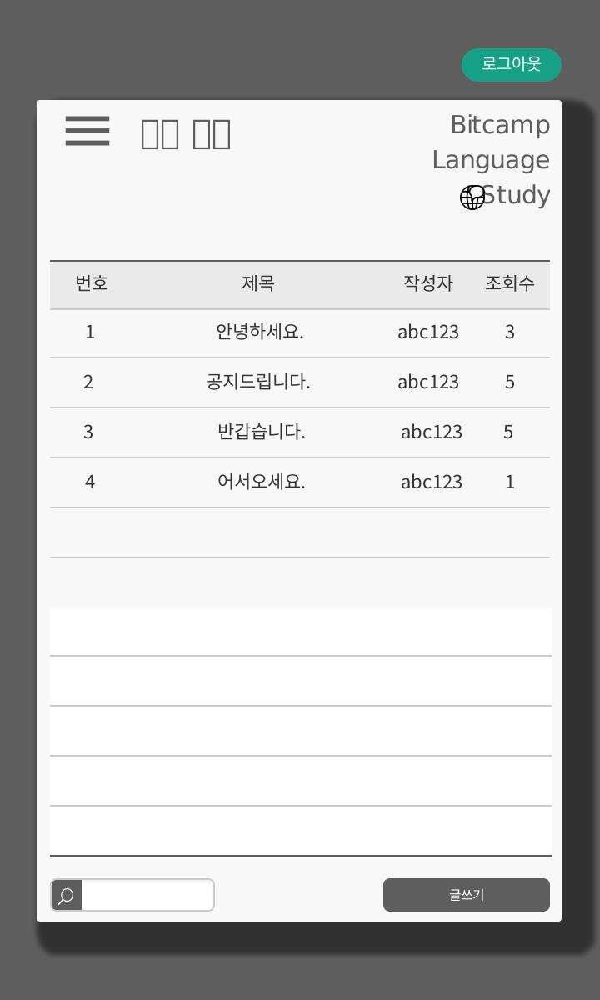 로그아웃
Bitcamp
Language
Study
번호 제목 작성자 조회수
1 안녕하세요. abc123 3
2 공지드립니다. abc123 5
3 반갑습니다. abc123 5
4 어서오세요. abc123 1
글쓰기